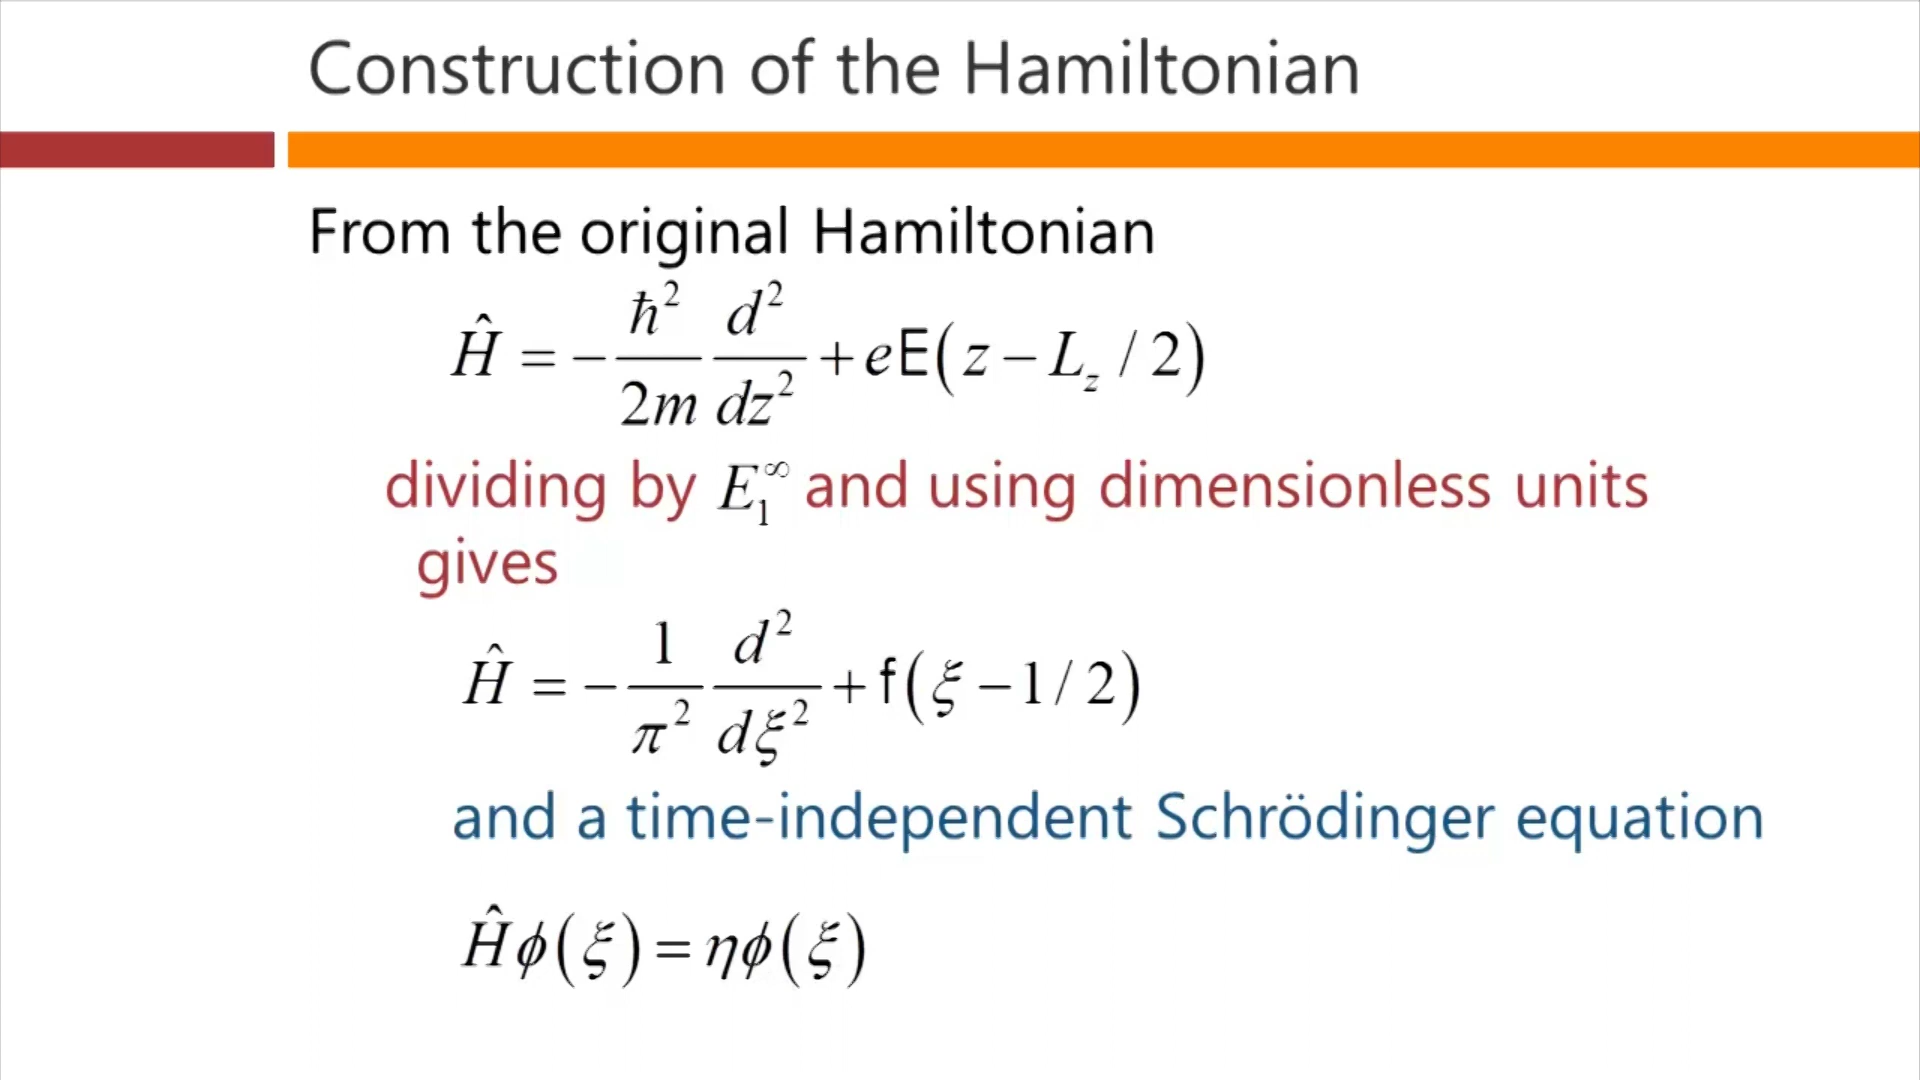 Construction of the Hamiltonian
From the original Hamiltonian
Ĥ = −ħ²/2m d²/dz² + eE(z − L_z / 2)
dividing by E₁^∞ and using dimensionless units
gives
Ĥ = −1/π² d²/dξ² + f(ξ − 1/2)
and a time-independent Schrödinger equation
Ĥϕ(ξ) = ηϕ(ξ)